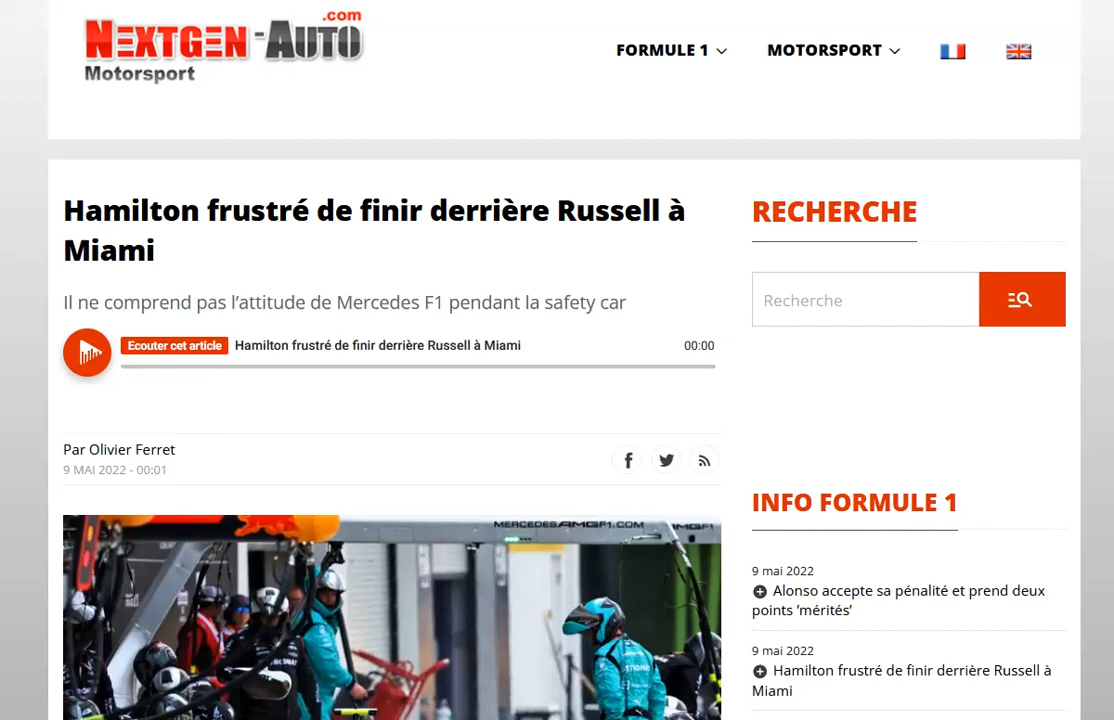 .com
NEXTGEN-AUTO
Motorsport
FORMULE 1
MOTORSPORT
Hamilton frustré de finir derrière Russell à
Miami
Il ne comprend pas l’attitude de Mercedes F1 pendant la safety car
Ecouter cet article
Hamilton frustré de finir derrière Russell à Miami
00:00
Par Olivier Ferret
9 MAI 2022 - 00:01
MERCEDESAMGF1.COM
RECHERCHE
Recherche
INFO FORMULE 1
9 mai 2022
Alonso accepte sa pénalité et prend deux
points ‘mérités’
9 mai 2022
Hamilton frustré de finir derrière Russell à
Miami